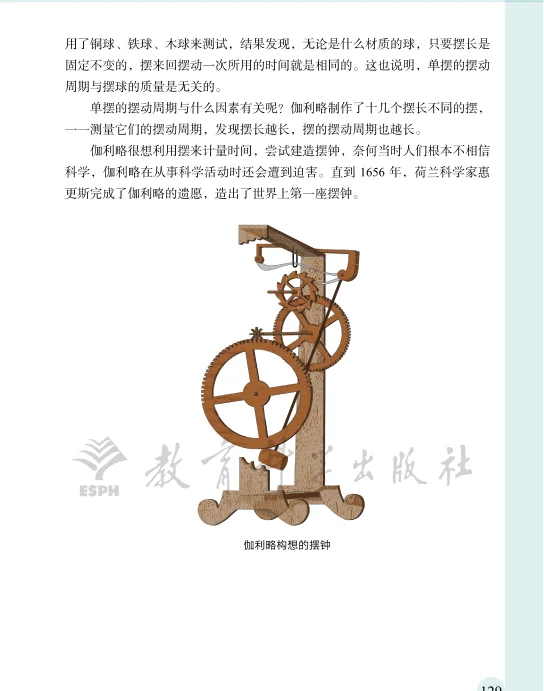 用了铜球、铁球、木球来测试，结果发现，无论是什么材质的球，只要摆长是
固定不变的，摆来回摆动一次所用的时间就是相同的。这也说明，单摆的摆动
周期与摆球的质量是无关的。
单摆的摆动周期与什么因素有关呢？伽利略制作了十几个摆长不同的摆，
一一测量它们的摆动周期，发现摆长越长，摆的摆动周期也越长。
伽利略很想利用摆来计量时间，尝试建造摆钟，奈何当时人们根本不相信
科学，伽利略在从事科学活动时还会遭到迫害。直到 1656 年，荷兰科学家惠
更斯完成了伽利略的遗愿，造出了世界上第一座摆钟。
教育科学出版社
ESPH
伽利略构想的摆钟